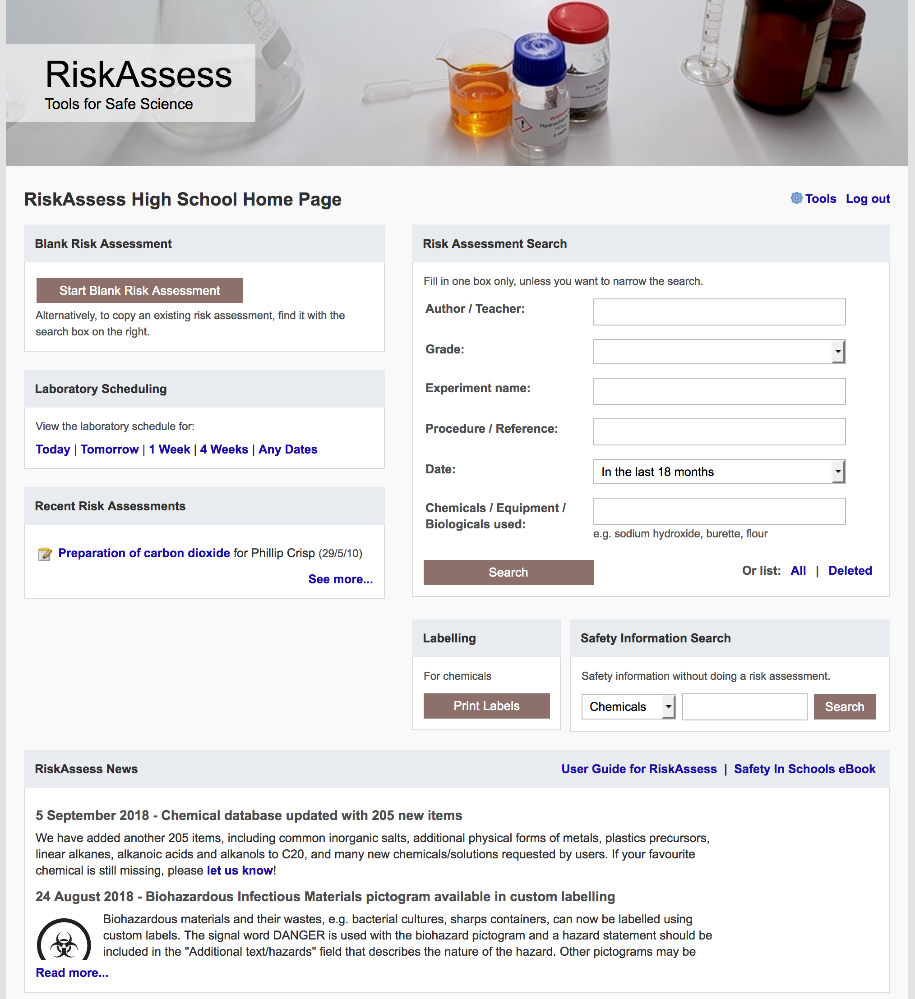 DURAN
1000 ml
RiskAssess
Tools for Safe Science
Iron, nails
Fe
WARNING
4
2
RiskAssess High School Home Page
Tools Log out
Blank Risk Assessment
Start Blank Risk Assessment
Alternatively, to copy an existing risk assessment, find it with the
search box on the right.
Laboratory Scheduling
View the laboratory schedule for:
Today | Tomorrow | 1 Week | 4 Weeks | Any Dates
Recent Risk Assessments
Preparation of carbon dioxide for Phillip Crisp (29/5/10)
See more...
Risk Assessment Search
Fill in one box only, unless you want to narrow the search.
Author / Teacher:
Grade:
Experiment name:
Procedure / Reference:
Date: In the last 18 months
Chemicals / Equipment /
Biologicals used:
e.g. sodium hydroxide, burette, flour
Search Or list: All | Deleted
Labelling
For chemicals
Print Labels
Safety Information Search
Safety information without doing a risk assessment.
Chemicals Search
RiskAssess News User Guide for RiskAssess | Safety In Schools eBook
5 September 2018 - Chemical database updated with 205 new items
We have added another 205 items, including common inorganic salts, additional physical forms of metals, plastics precursors,
linear alkanes, alkanoic acids and alkanols to C20, and many new chemicals/solutions requested by users. If your favourite
chemical is still missing, please let us know!
24 August 2018 - Biohazardous Infectious Materials pictogram available in custom labelling
Biohazardous materials and their wastes, e.g. bacterial cultures, sharps containers, can now be labelled using
custom labels. The signal word DANGER is used with the biohazard pictogram and a hazard statement should be
included in the "Additional text/hazards" field that describes the nature of the hazard. Other pictograms may be
Read more...